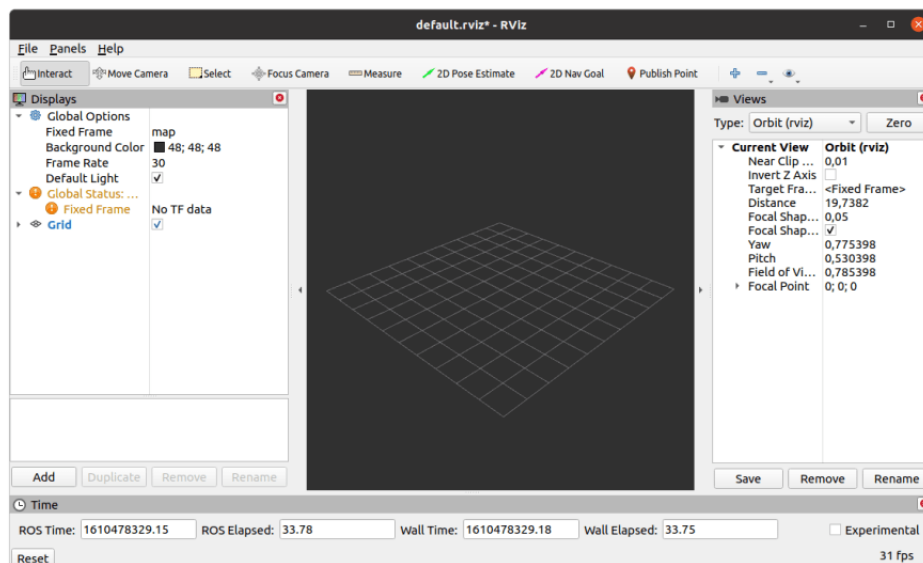 default.rviz* - RViz
File Panels Help
Interact Move Camera Select Focus Camera Measure 2D Pose Estimate 2D Nav Goal Publish Point
Displays
Global Options
Fixed Frame map
Background Color 48; 48; 48
Frame Rate 30
Default Light
Global Status: ...
Fixed Frame No TF data
Grid
Add Duplicate Remove Rename
Views
Type: Orbit (rviz) Zero
Current View Orbit (rviz)
Near Clip ... 0,01
Invert Z Axis
Target Fra... <Fixed Frame>
Distance 19,7382
Focal Shap... 0,05
Focal Shap...
Yaw 0,775398
Pitch 0,530398
Field of Vi... 0,785398
Focal Point 0; 0; 0
Save Remove Rename
Time
ROS Time: 1610478329.15 ROS Elapsed: 33.78 Wall Time: 1610478329.18 Wall Elapsed: 33.75 Experimental
Reset 31 fps